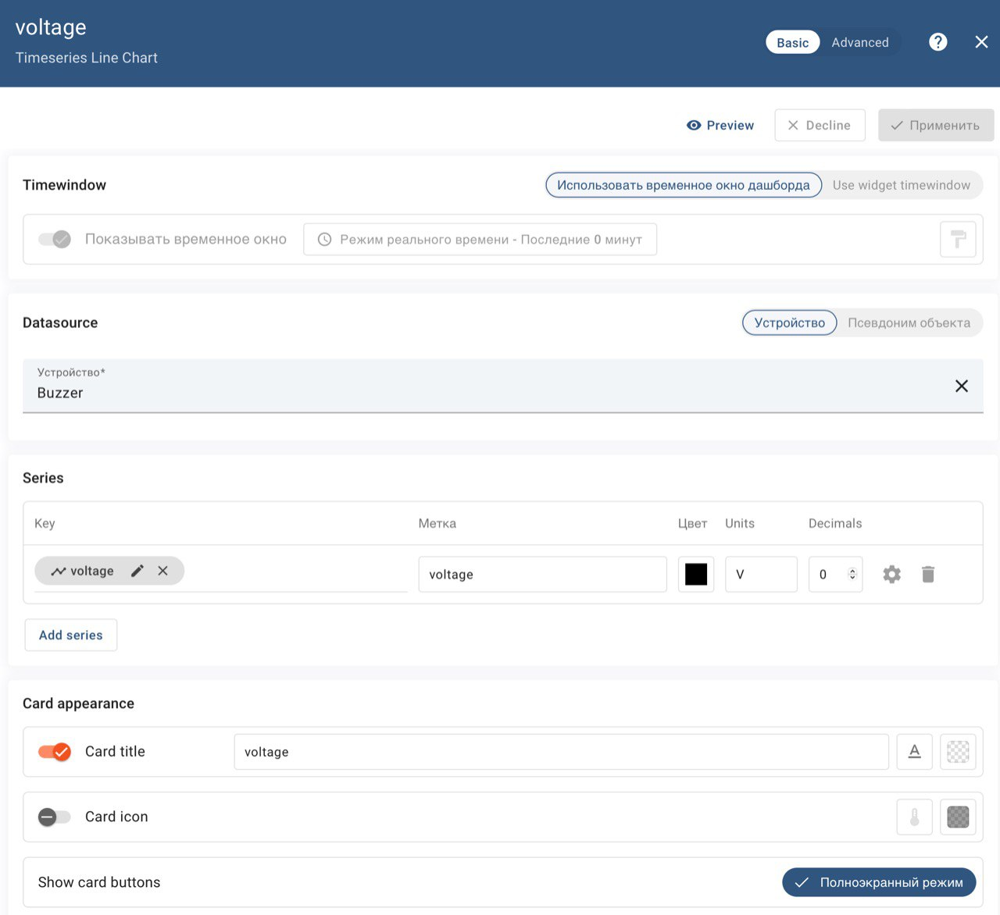 voltage
Timeseries Line Chart
Basic Advanced
Preview Decline Применить
Timewindow Использовать временное окно дашборда Use widget timewindow
Показывать временное окно Режим реального времени - Последние 0 минут
Datasource Устройство Псевдоним объекта
Устройство*
Buzzer
Series
Key Метка Цвет Units Decimals
voltage voltage V 0
Add series
Card appearance
Card title voltage A
Card icon
Show card buttons Полноэкранный режим